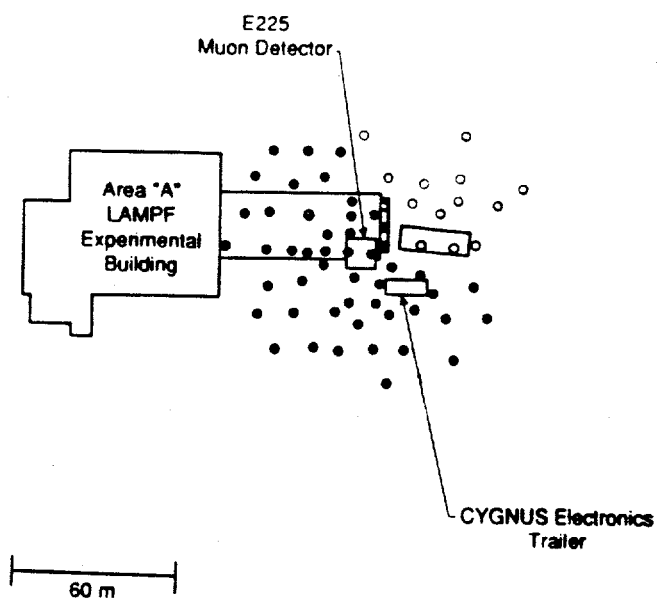 E225
Muon Detector
Area "A"
LAMPF
Experimental
Building
CYGNUS Electronics
Trailer
60 m